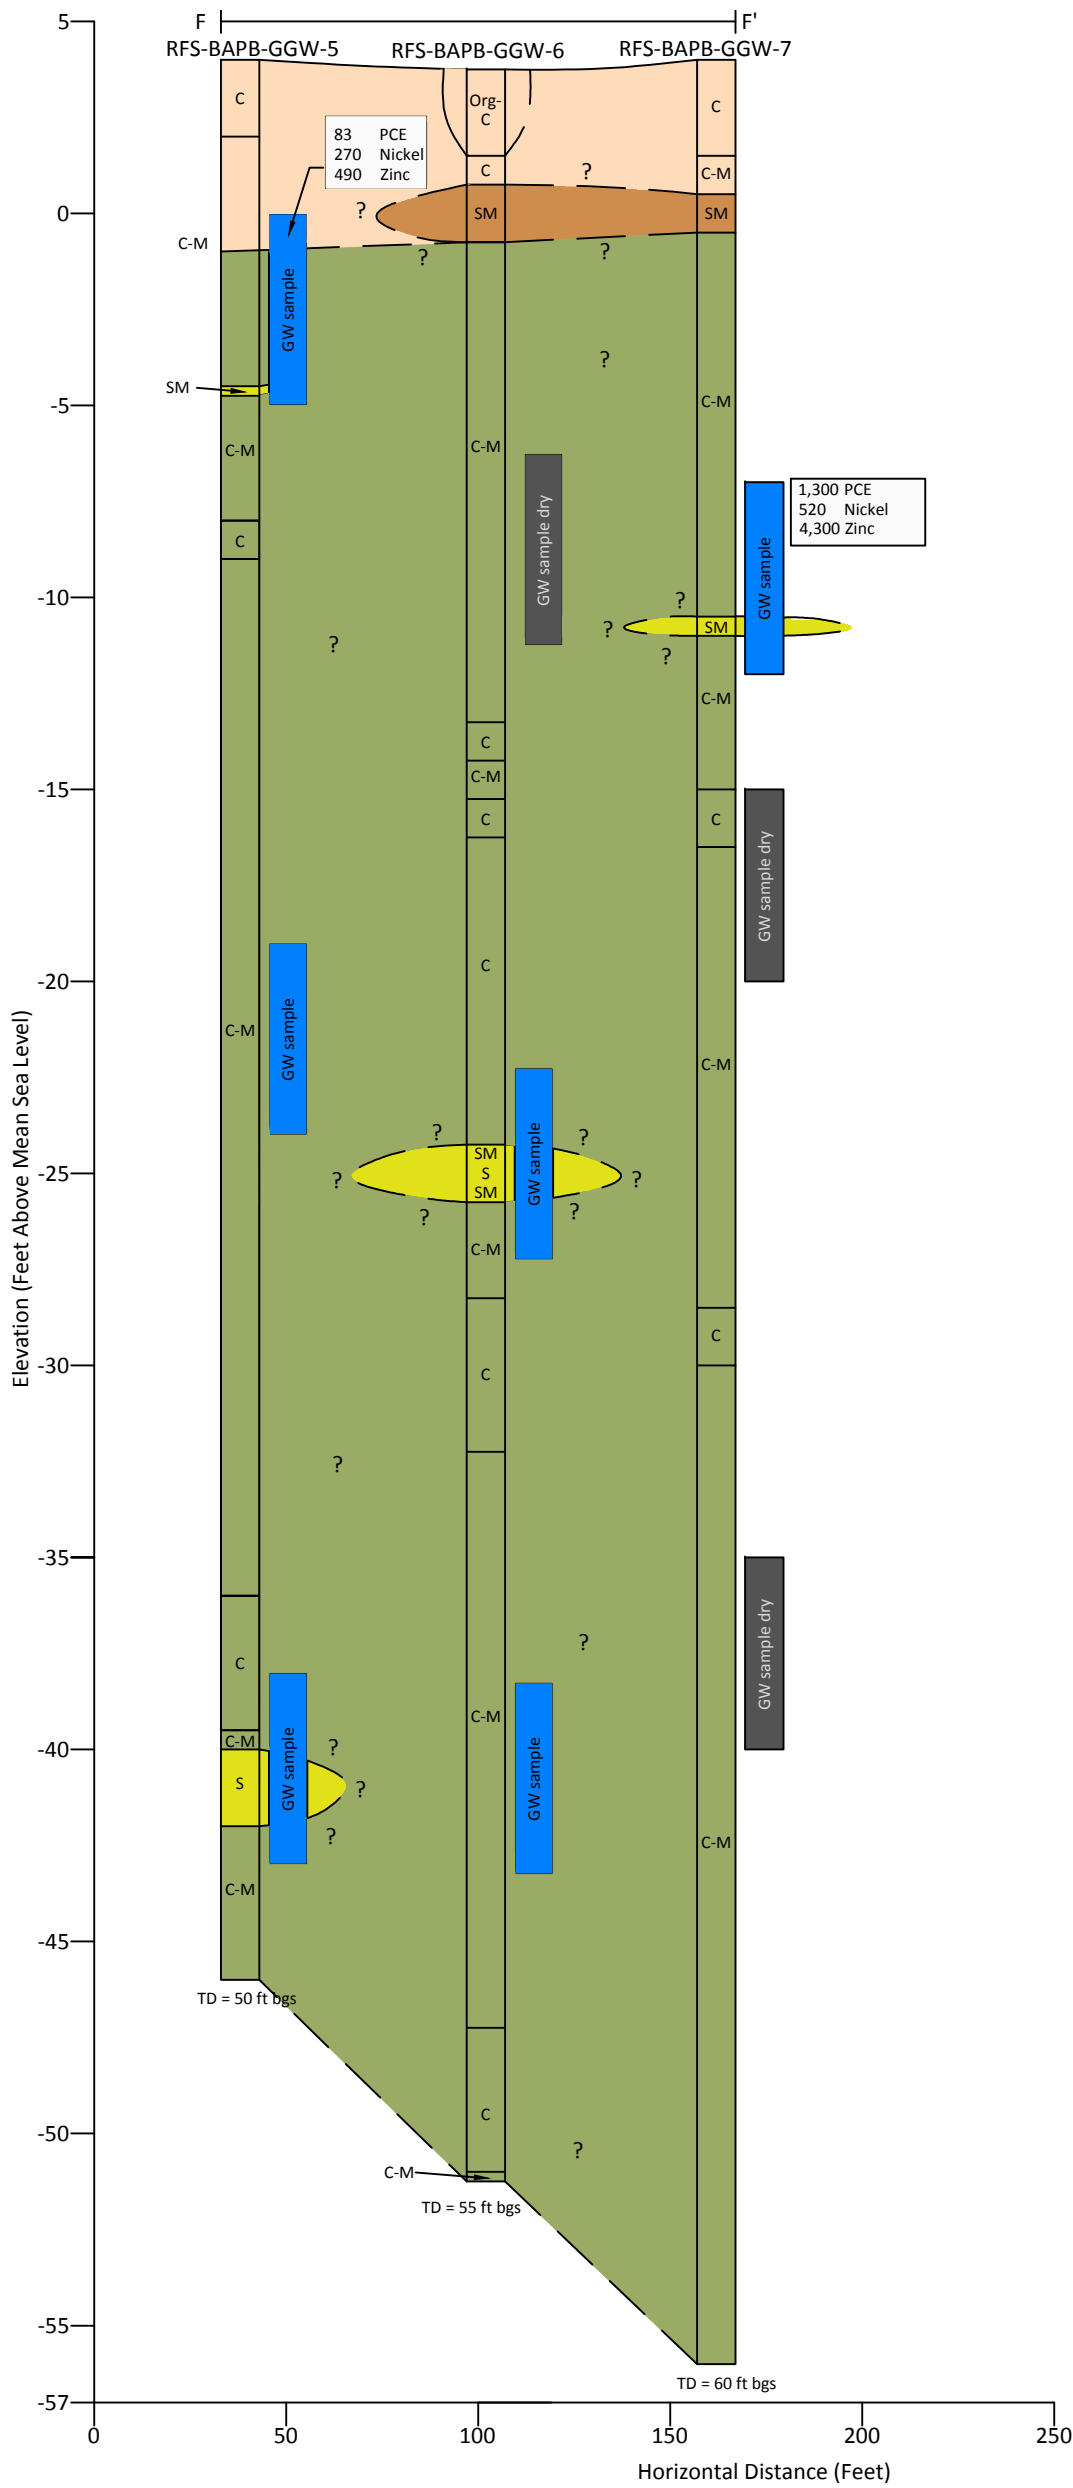 5
F
F'
RFS-BAPB-GGW-5
RFS-BAPB-GGW-6
RFS-BAPB-GGW-7
C
Org-
C
C
83 PCE
270 Nickel
490 Zinc
C
?
C-M
?
SM
SM
0
C-M
?
?
GW sample
?
SM
-5
C-M
C-M
C-M
1,300 PCE
520 Nickel
4,300 Zinc
C
GW sample dry
GW sample
-10
?
?
SM
?
?
C-M
C
C-M
-15
C
C
GW sample dry
C
-20
C-M
GW sample
C-M
GW sample
?
?
SM
S
SM
-25
?
?
?
?
C-M
Elevation (Feet Above Mean Sea Level)
C
-30
C
?
-35
GW sample dry
?
C
C-M
GW sample
C-M
GW sample
-40
?
S
?
?
C-M
C-M
-45
TD = 50 ft bgs
C
-50
?
C-M
TD = 55 ft bgs
-55
TD = 60 ft bgs
-57
0
50
100
150
200
250
Horizontal Distance (Feet)